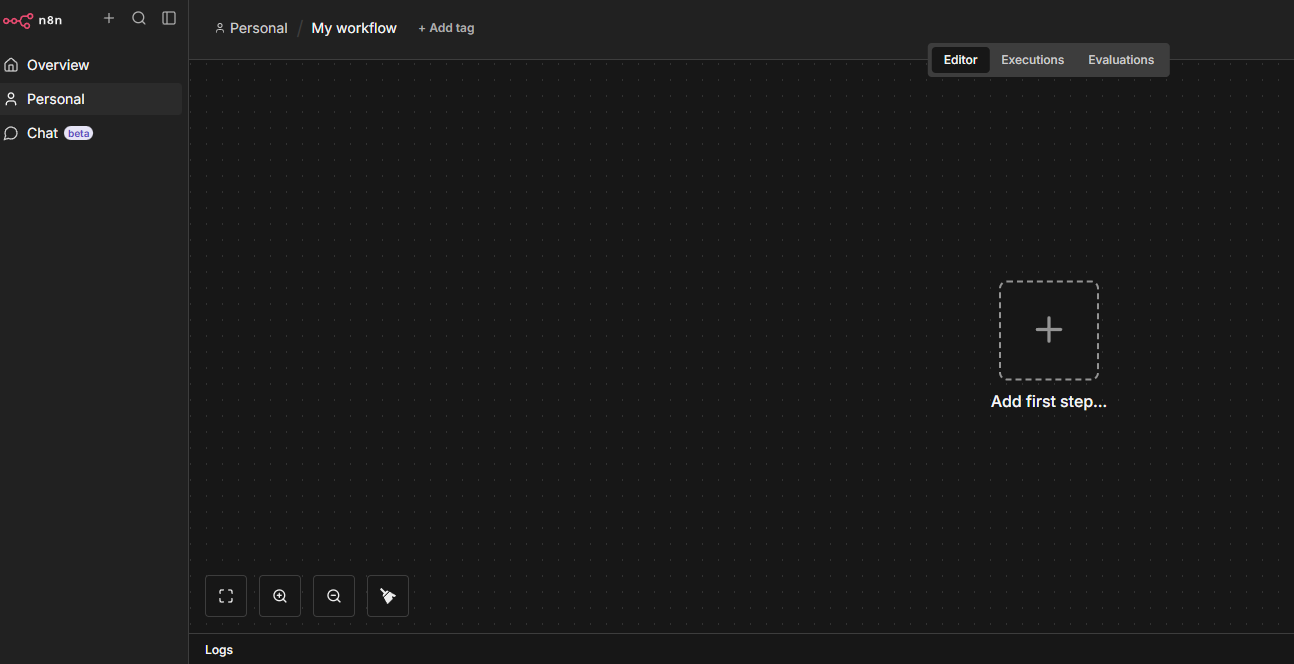 n8n
Overview
Personal
Chat beta
Personal / My workflow + Add tag
Editor Executions Evaluations
Add first step...
Logs